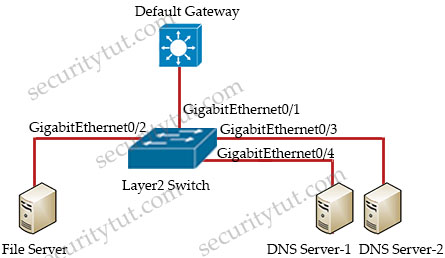 Default Gateway
securitytut.com
GigabitEthernet0/1
GigabitEthernet0/2
GigabitEthernet0/3
GigabitEthernet0/4
securitytut.com
Layer2 Switch
securitytut.com
securitytut.com
File Server
DNS Server-1
DNS Server-2